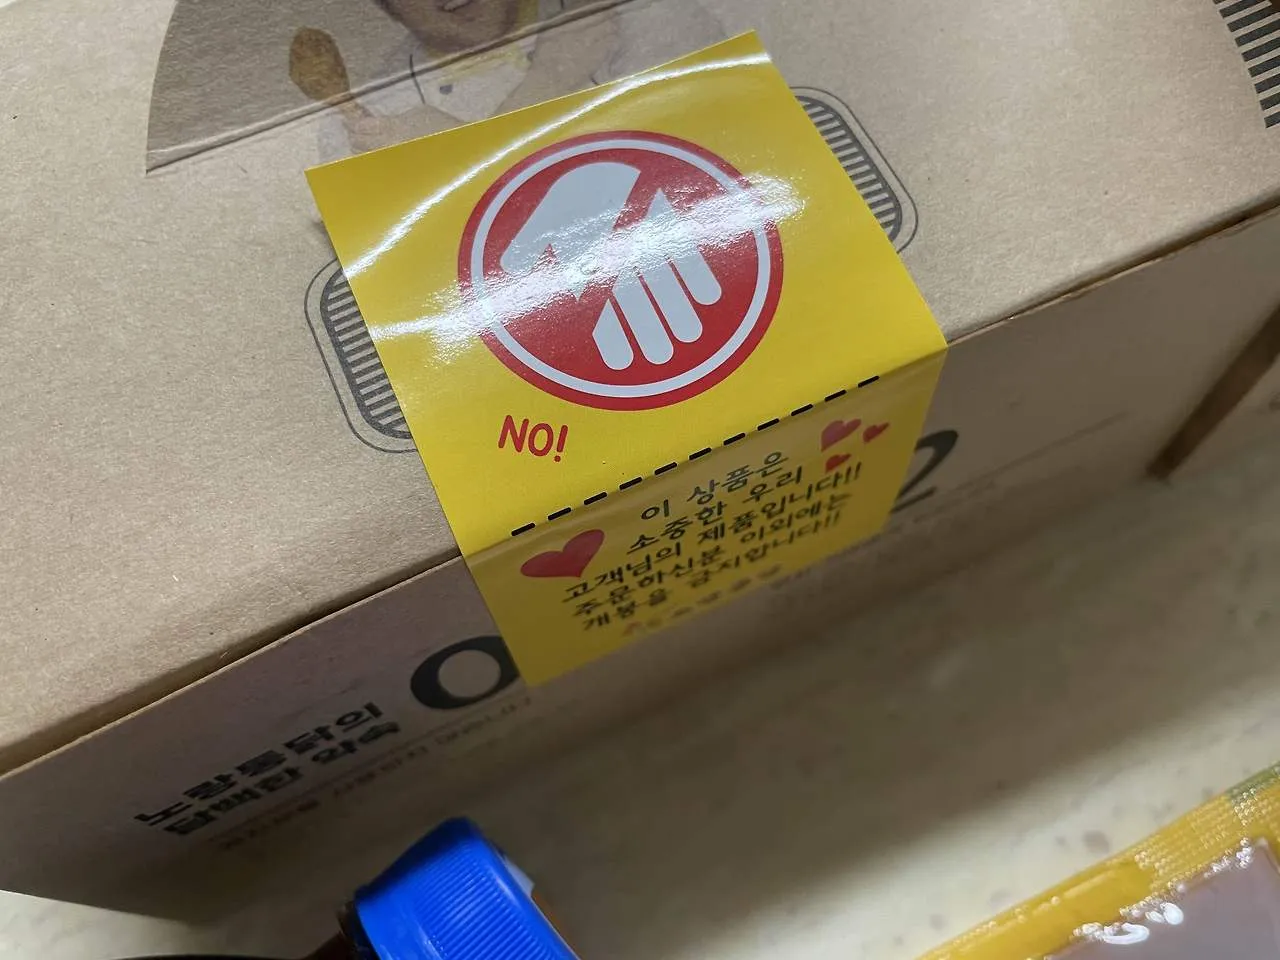 NO!
이 상품은
소중한 우리
고객님의 제품입니다!!
주문하신분 이외에는
개봉을 금지합니다!!
노랑통닭의
담백한 약속
2